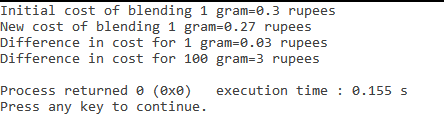 Initial cost of blending 1 gram=0.3 rupees
New cost of blending 1 gram=0.27 rupees
Difference in cost for 1 gram=0.03 rupees
Difference in cost for 100 gram=3 rupees
Process returned 0 (0x0)   execution time : 0.155 s
Press any key to continue.